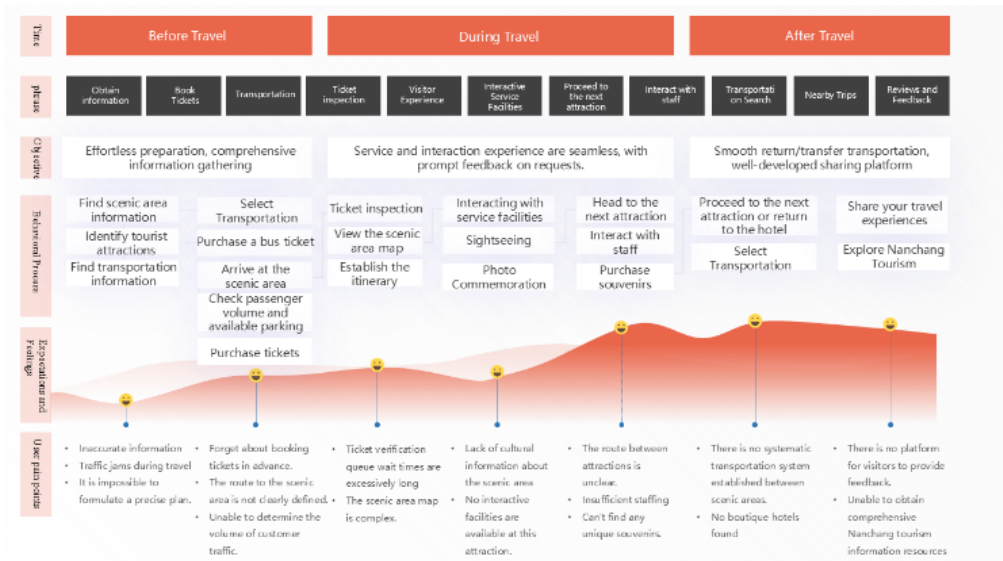 Time
Before Travel
During Travel
After Travel
phrase
Obtain
information
Book
Tickets
Transportation
Ticket
inspection
Visitor
Experience
Interactive
Service
Facilities
Proceed to
the next
attraction
Interact with
staff
Transportati
on Search
Nearby Trips
Reviews and
Feedback
Objective
Effortless preparation, comprehensive
information gathering
Service and interaction experience are seamless, with
prompt feedback on requests.
Smooth return/transfer transportation,
well-developed sharing platform
Behavioral Process
Find scenic area
information
Identify tourist
attractions
Find transportation
information
Select
Transportation
Purchase a bus ticket
Arrive at the
scenic area
Check passenger
volume and
available parking
Purchase tickets
Ticket inspection
View the scenic
area map
Establish the
itinerary
Interacting with
service facilities
Sightseeing
Photo
Commemoration
Head to the
next attraction
Interact with
staff
Purchase
souvenirs
Proceed to the next
attraction or return
to the hotel
Select
Transportation
Share your travel
experiences
Explore Nanchang
Tourism
Expectations and
Feelings
User pain points
• Inaccurate information
• Traffic jams during travel
• It is impossible to
formulate a precise plan.
• Forget about booking
tickets in advance.
• The route to the scenic
area is not clearly defined.
• Unable to determine the
volume of customer
traffic.
• Ticket verification
queue wait times are
excessively long
• The scenic area map
is complex.
• Lack of cultural
information about
the scenic area
• No interactive
facilities are
available at this
attraction.
• The route between
attractions is
unclear.
• Insufficient staffing
• Can't find any
unique souvenirs.
• There is no systematic
transportation system
established between
scenic areas.
• No boutique hotels
found
• There is no platform
for visitors to provide
feedback.
• Unable to obtain
comprehensive
Nanchang tourism
information resources